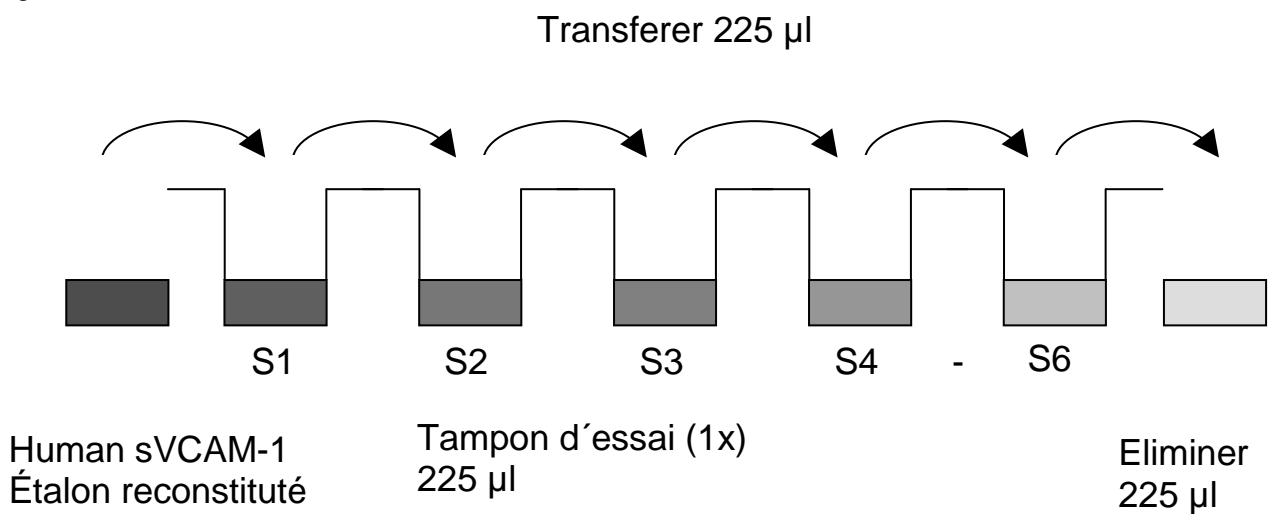 Transferer 225 µl
S1 S2 S3 S4 - S6
Human sVCAM-1
Étalon reconstituté
Tampon d´essai (1x)
225 µl
Eliminer
225 µl